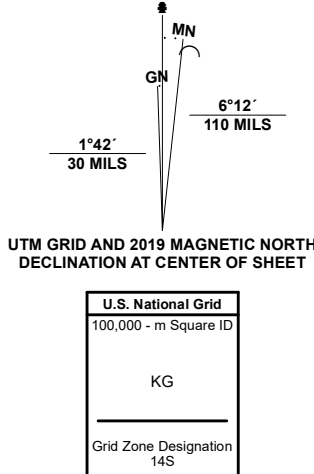 MN
GN
6°12´
110 MILS
1°42´
30 MILS
UTM GRID AND 2019 MAGNETIC NORTH
DECLINATION AT CENTER OF SHEET
U.S. National Grid
100,000 - m Square ID
KG
Grid Zone Designation
14S